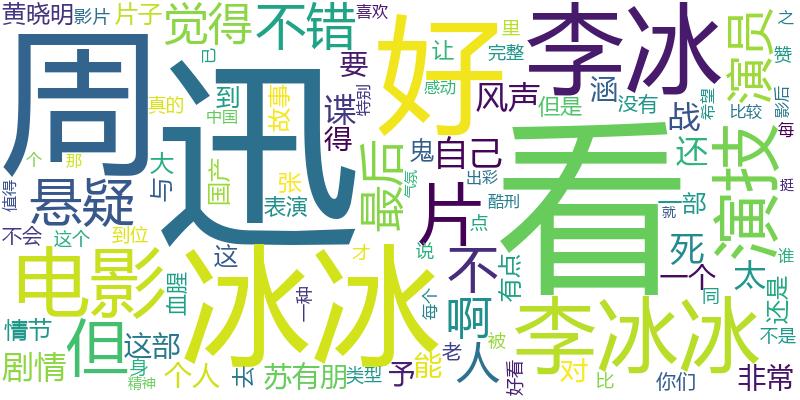 黄晓明
影片
片子
觉得
不错
影片
喜欢
里
让
完整
李冰
演员
之
赞
周迅
好
要
到
谍
得
故事
真的
中国
已
感动
特别
风声
涵
但是
没有
战
希望
比较
影后
每
看
演技
个
那
大
与
国产
张
表演
最后
气氛
鬼
自己
出彩
酷刑
还
一部
就
挺
值得
悬疑
片
点
不会
这个
到位
这
不
说
有点
死
一个
太
谁
还是
同
电影
冰冰
血腥
一种
才
每个
啊
李冰冰
不是
情节
但
这部
身
精神
剧情
个人
去
苏有朋
类型
予
能
老
人
被
好看
对
比
你们
非常